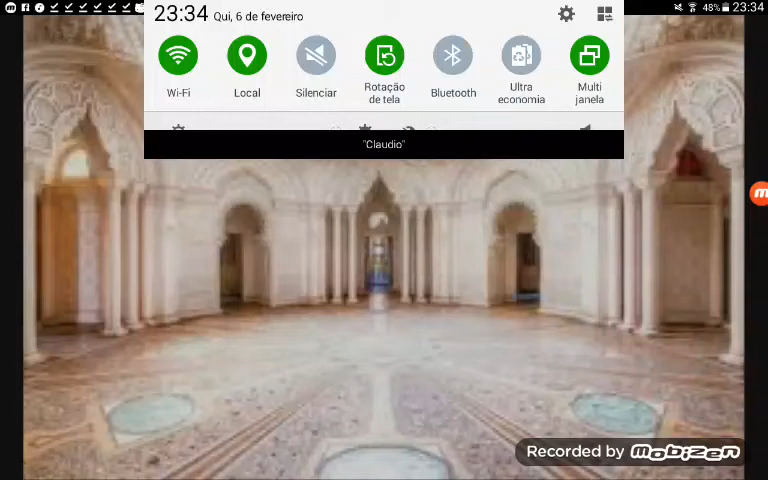 48% 23:34
23:34 Qui, 6 de fevereiro
Wi-Fi
Local
Silenciar
Rotação
de tela
Bluetooth
Ultra
economia
Multi
janela
"Claudio"
Recorded by Mobizen